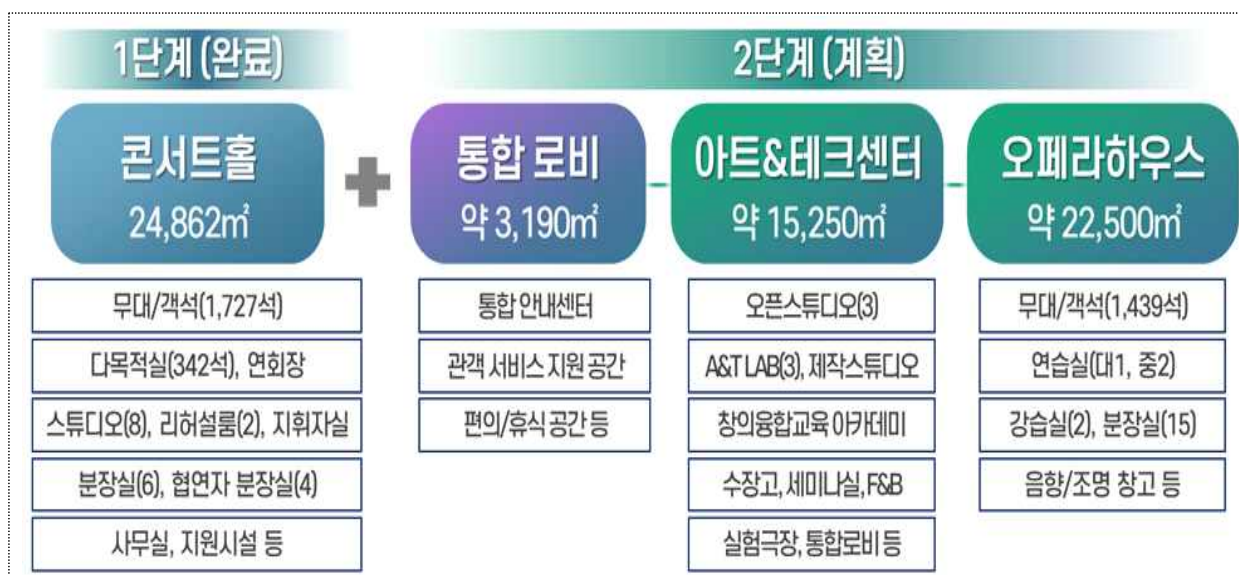 1단계 (완료)
2단계 (계획)
콘서트홀
24,862㎡
무대/객석(1,727석)
다목적실(342석), 연회장
스튜디오(8), 리허설룸(2), 지휘자실
분장실(6), 협연자 분장실(4)
사무실, 지원시설 등
통합 로비
약 3,190㎡
통합 안내센터
관객 서비스 지원 공간
편의/휴식 공간 등
아트&테크센터
약 15,250㎡
오픈스튜디오(3)
A&T LAB(3), 제작스튜디오
창의융합교육 아카데미
수장고, 세미나실, F&B
실험극장, 통합로비 등
오페라하우스
약 22,500㎡
무대/객석(1,439석)
연습실(대1, 중2)
강습실(2), 분장실(15)
음향/조명 창고 등